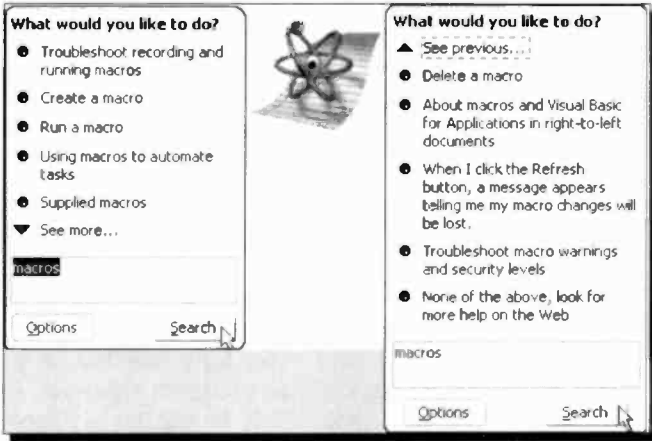 What would you like to do?
Troubleshoot recording and
running macros
Create a macro
Run a macro
Using macros to automate
tasks
Supplied macros
See more...
macros
Options
Search
What would you like to do?
See previous...
Delete a macro
About macros and Visual Basic
for Applications in right-to-left
documents
When I click the Refresh
button, a message appears
telling me my macro changes will
be lost.
Troubleshoot macro warnings
and security levels
None of the above, look for
more help on the Web
macros
Options
Search